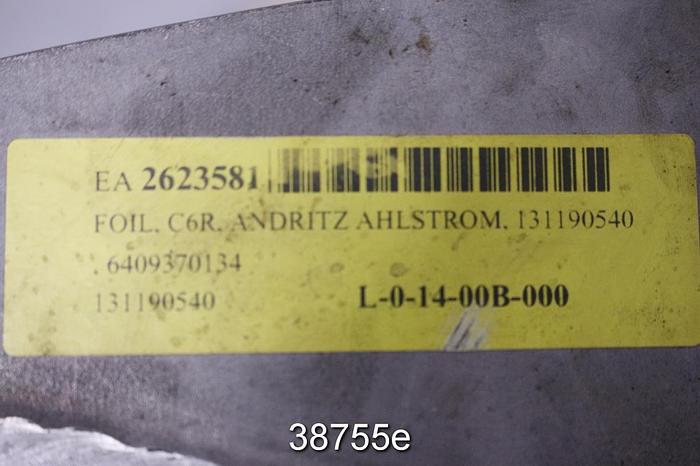 EA 2623581
FOIL, C6R, ANDRITZ AHLSTROM, 131190540
, 6409370134
131190540 L-0-14-00B-000
38755e